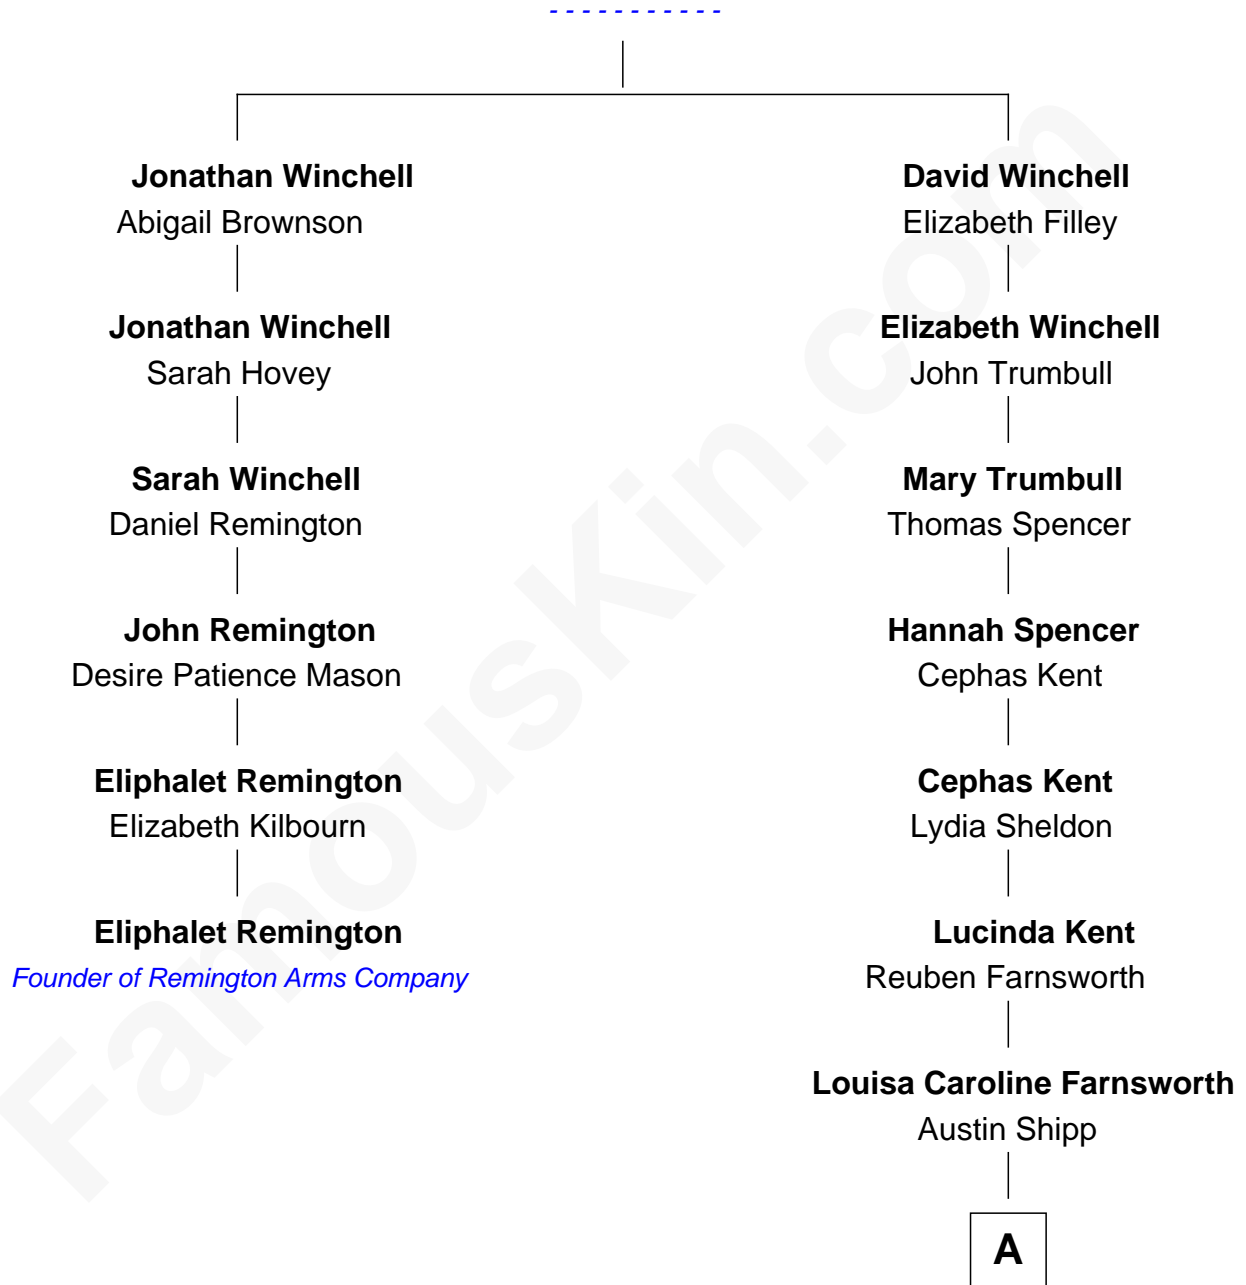 - - - - - - - - - - -
Jonathan Winchell
Abigail Brownson
Jonathan Winchell
Sarah Hovey
Sarah Winchell
Daniel Remington
John Remington
Desire Patience Mason
Eliphalet Remington
Elizabeth Kilbourn
Eliphalet Remington
Founder of Remington Arms Company
David Winchell
Elizabeth Filley
Elizabeth Winchell
John Trumbull
Mary Trumbull
Thomas Spencer
Hannah Spencer
Cephas Kent
Cephas Kent
Lydia Sheldon
Lucinda Kent
Reuben Farnsworth
Louisa Caroline Farnsworth
Austin Shipp
A
FamousKin.com